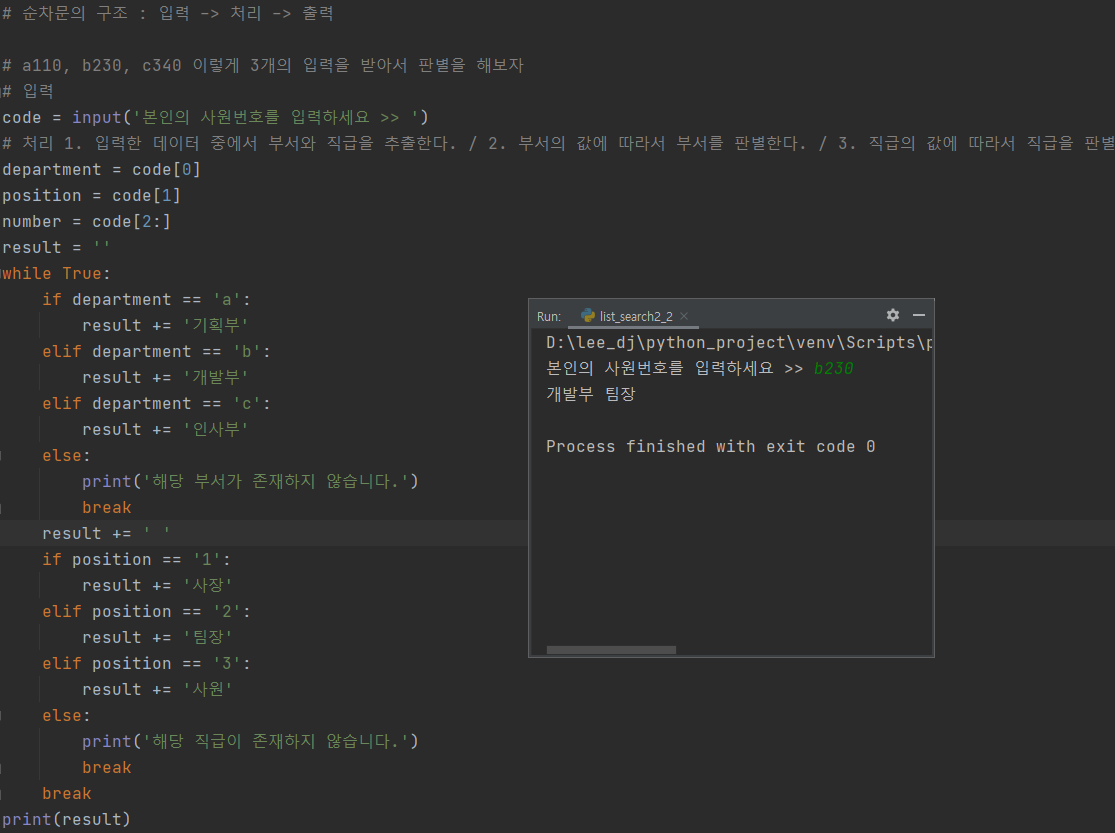 # 순차문의 구조 : 입력 -> 처리 -> 출력
# a110, b230, c340 이렇게 3개의 입력을 받아서 판별을 해보자
# 입력
code = input('본인의 사원번호를 입력하세요 >> ')
# 처리 1. 입력한 데이터 중에서 부서와 직급을 추출한다. / 2. 부서의 값에 따라서 부서를 판별한다. / 3. 직급의 값에 따라서 직급을 판별
department = code[0]
position = code[1]
number = code[2:]
result = ''
while True:
    if department == 'a':
        result += '기획부'
    elif department == 'b':
        result += '개발부'
    elif department == 'c':
        result += '인사부'
    else:
        print('해당 부서가 존재하지 않습니다.')
        break
    result += ' '
    if position == '1':
        result += '사장'
    elif position == '2':
        result += '팀장'
    elif position == '3':
        result += '사원'
    else:
        print('해당 직급이 존재하지 않습니다.')
        break
    break
print(result)
Run: list_search2_2
D:\lee_dj\python_project\venv\Scripts\p
본인의 사원번호를 입력하세요 >> b230
개발부 팀장
Process finished with exit code 0